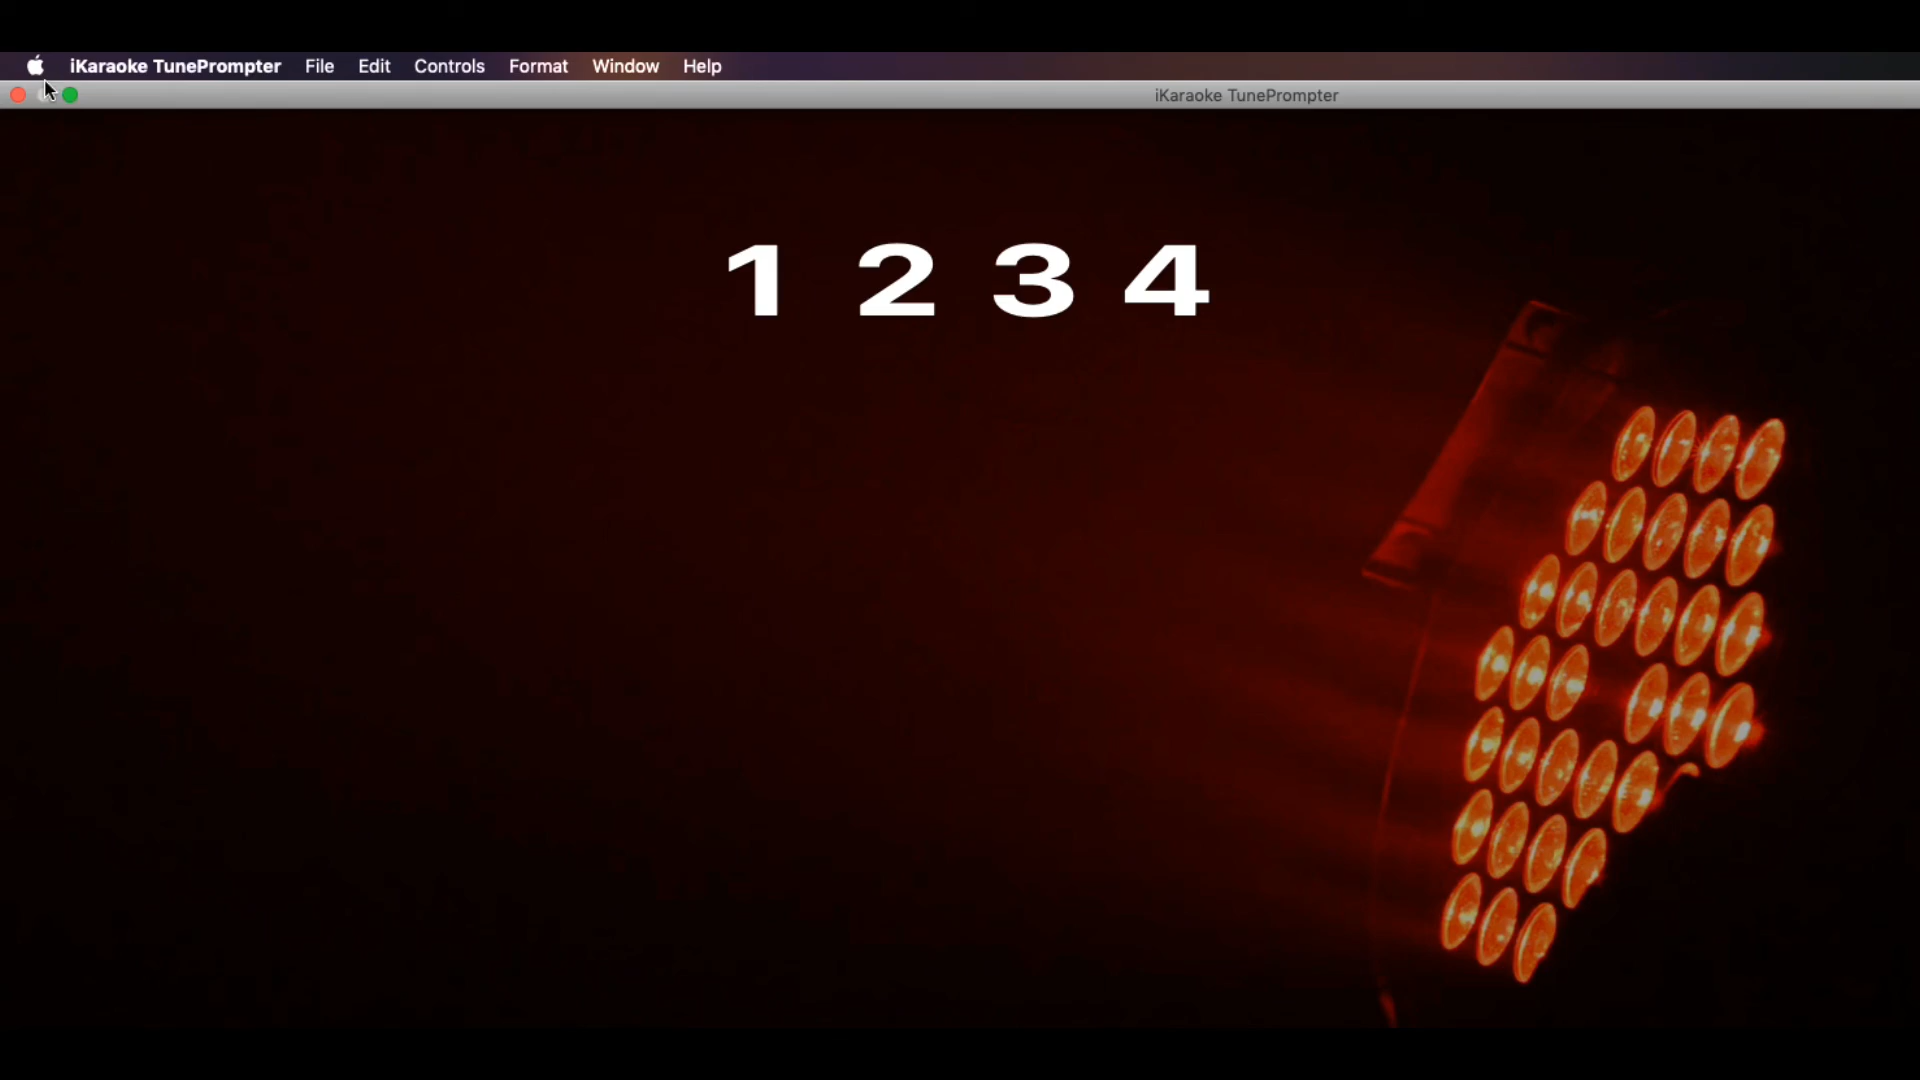 iKaraoke TunePrompter File Edit Controls Format Window Help
iKaraoke TunePrompter
1 2 3 4